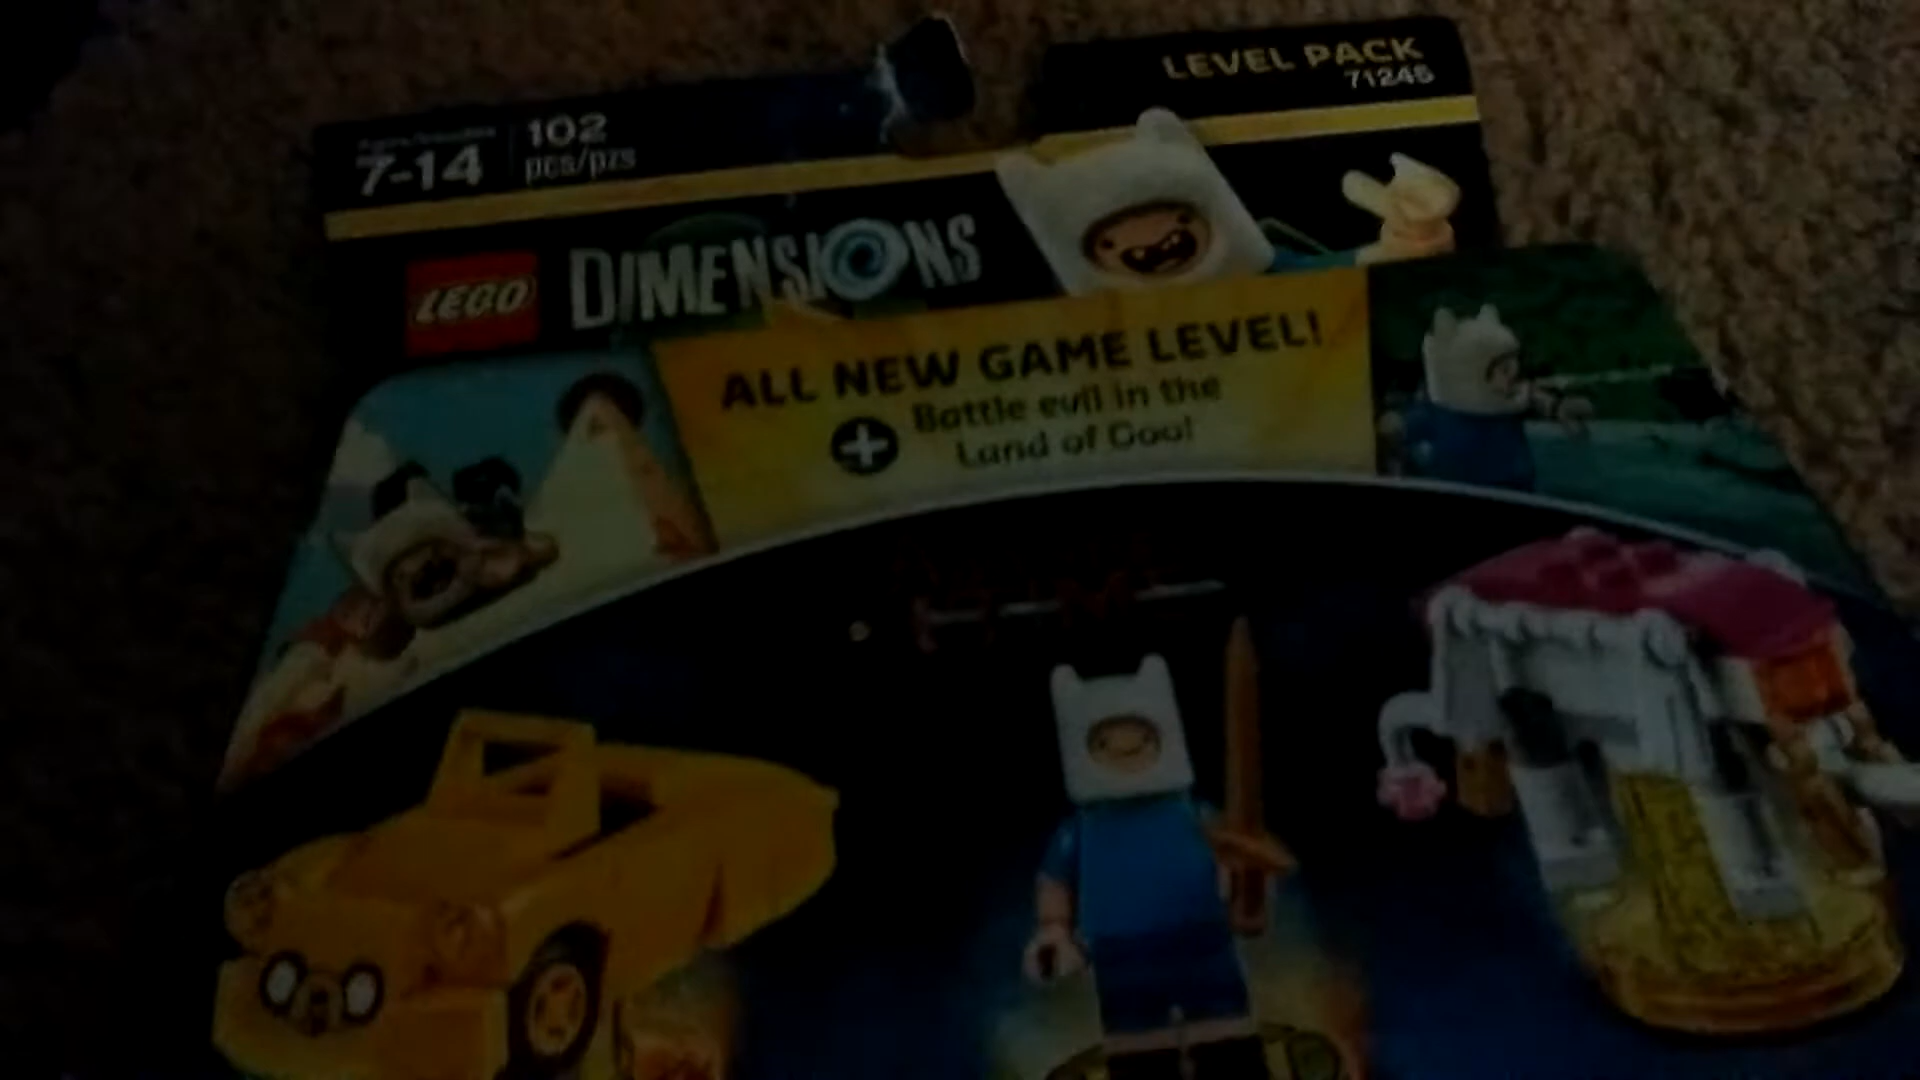 LEVEL PACK
71245
7-14
102
pcs/pzs
LEGO
DIMENSIONS
ALL NEW GAME LEVEL!
+ Battle evil in the
Land of Ooo!